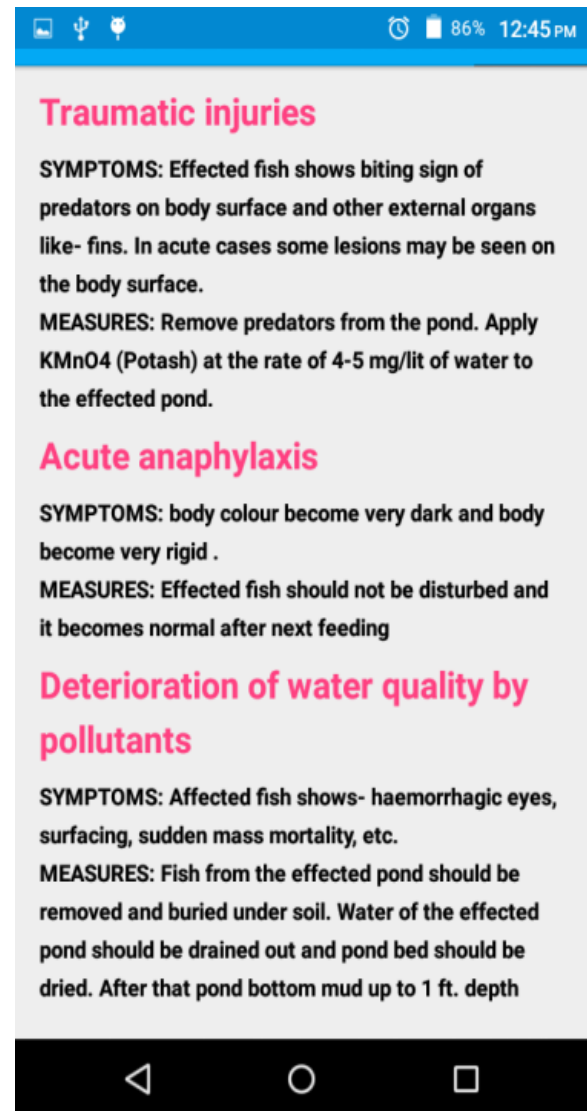 86% 12:45 PM
Traumatic injuries
SYMPTOMS: Effected fish shows biting sign of
predators on body surface and other external organs
like- fins. In acute cases some lesions may be seen on
the body surface.
MEASURES: Remove predators from the pond. Apply
KMnO4 (Potash) at the rate of 4-5 mg/lit of water to
the effected pond.
Acute anaphylaxis
SYMPTOMS: body colour become very dark and body
become very rigid .
MEASURES: Effected fish should not be disturbed and
it becomes normal after next feeding
Deterioration of water quality by
pollutants
SYMPTOMS: Affected fish shows- haemorrhagic eyes,
surfacing, sudden mass mortality, etc.
MEASURES: Fish from the effected pond should be
removed and buried under soil. Water of the effected
pond should be drained out and pond bed should be
dried. After that pond bottom mud up to 1 ft. depth